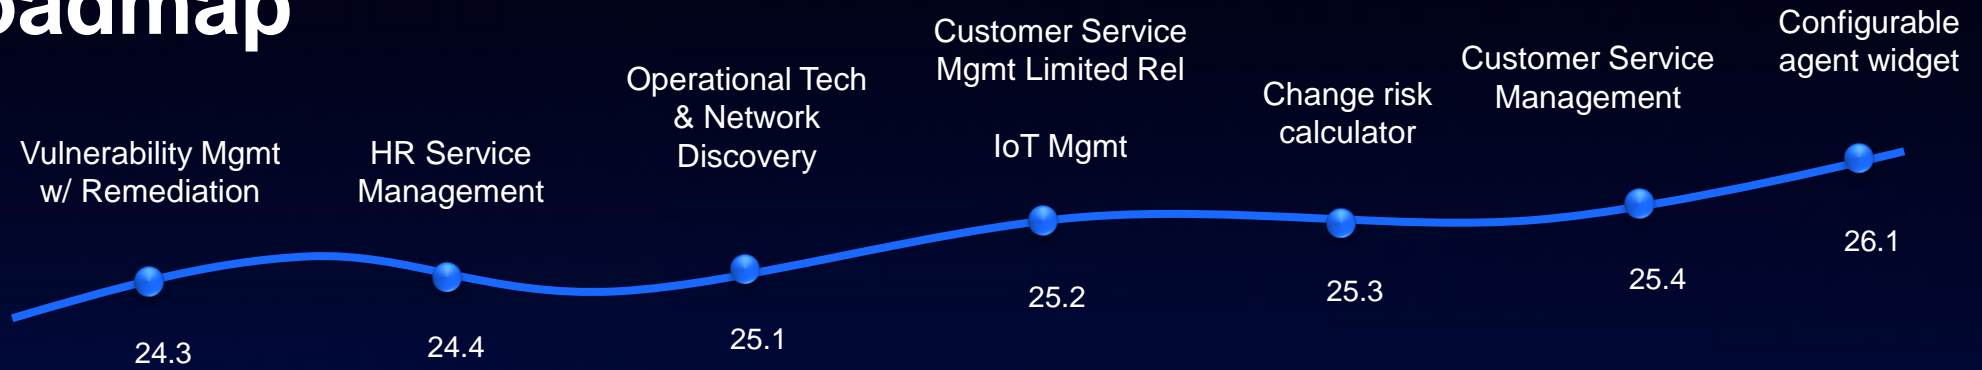 Vulnerability Mgmt
w/ Remediation
24.3
HR Service
Management
24.4
Operational Tech
& Network
Discovery
25.1
Customer Service
Mgmt Limited Rel
IoT Mgmt
25.2
Change risk
calculator
25.3
Customer Service
Management
25.4
Configurable
agent widget
26.1